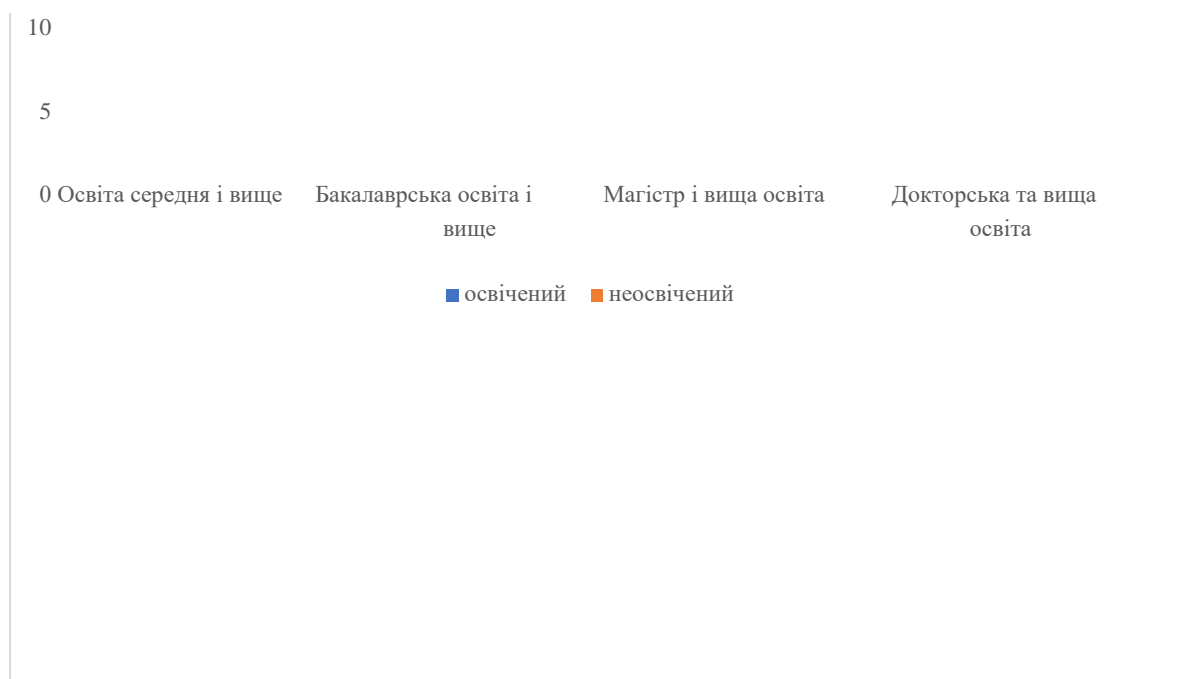 10
5
0 Освіта середня і вище Бакалаврська освіта і Магістр і вища освіта Докторська та вища
вище освіта
освічений неосвічений